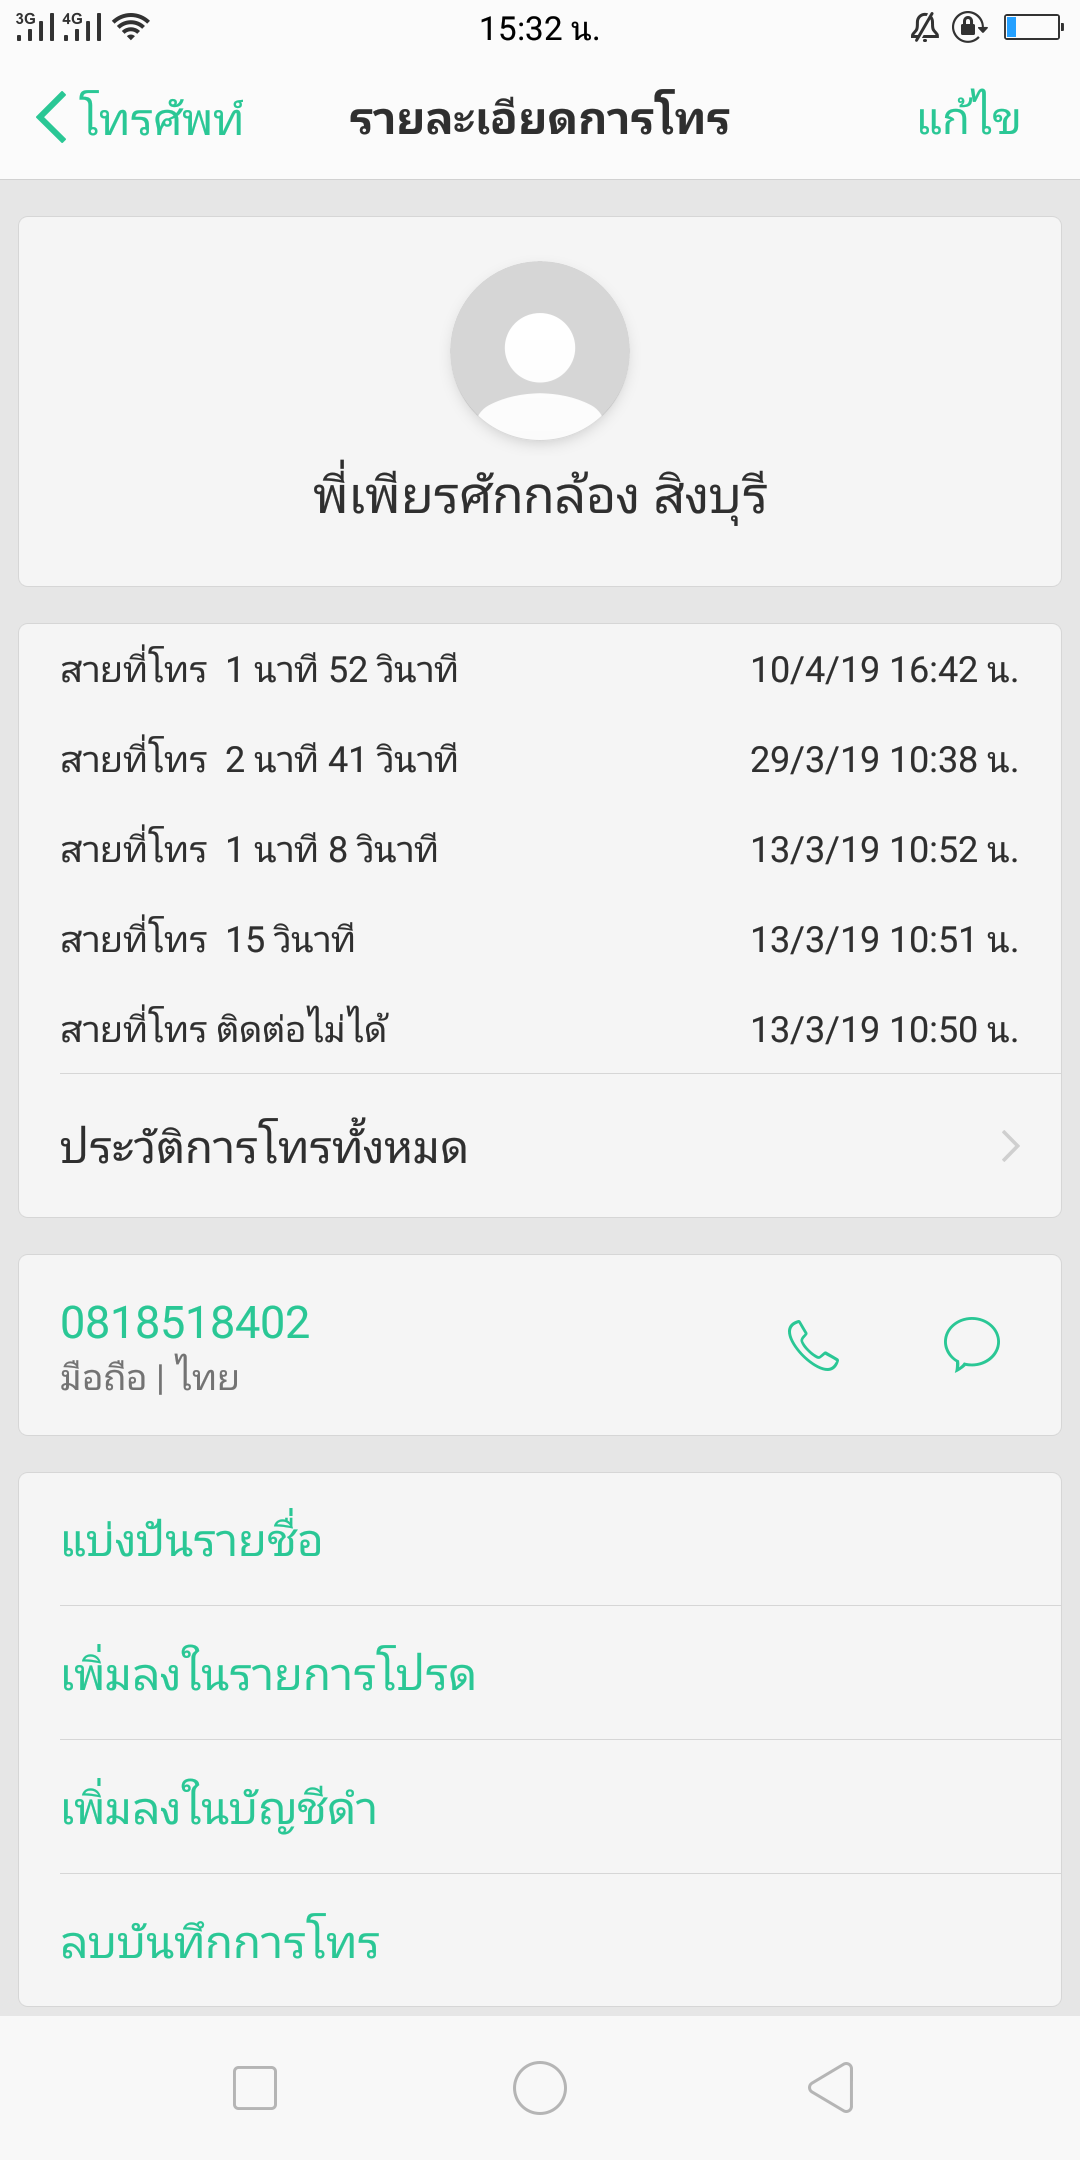 3G 4G 15:32 น.
โทรศัพท์ รายละเอียดการโทร แก้ไข
พี่เพียรศักกล้อง สิงบุรี
สายที่โทร 1 นาที 52 วินาที 10/4/19 16:42 น.
สายที่โทร 2 นาที 41 วินาที 29/3/19 10:38 น.
สายที่โทร 1 นาที 8 วินาที 13/3/19 10:52 น.
สายที่โทร 15 วินาที 13/3/19 10:51 น.
สายที่โทร ติดต่อไม่ได้ 13/3/19 10:50 น.
ประวัติการโทรทั้งหมด
0818518402
มือถือ | ไทย
แบ่งปันรายชื่อ
เพิ่มลงในรายการโปรด
เพิ่มลงในบัญชีดำ
ลบบันทึกการโทร